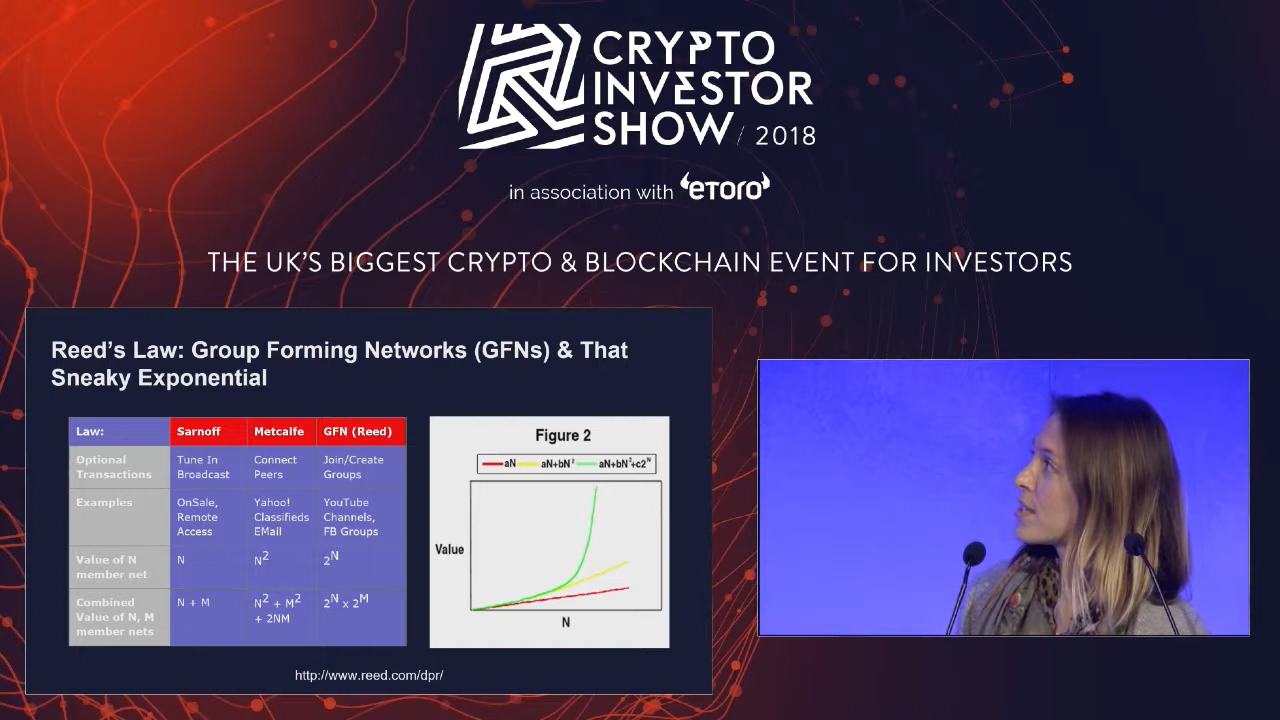 CRYPTO
INVESTOR
SHOW / 2018
in association with eToro
THE UK'S BIGGEST CRYPTO & BLOCKCHAIN EVENT FOR INVESTORS
Reed's Law: Group Forming Networks (GFNs) & That
Sneaky Exponential
Law: Sarnoff Metcalfe GFN (Reed)
Optional Tune In Connect Join/Create
Transactions Broadcast Peers Groups
Examples OnSale, Yahoo! YouTube
Remote Classifieds Channels,
Access EMail FB Groups
Value of N N N² 2ᴺ
member net
Combined N + M N² + M² 2ᴺ x 2ᴹ
Value of N, M + 2NM
member nets
Figure 2
aN aN+bN² aN+bN²+c2ᴺ
Value
N
http://www.reed.com/dpr/